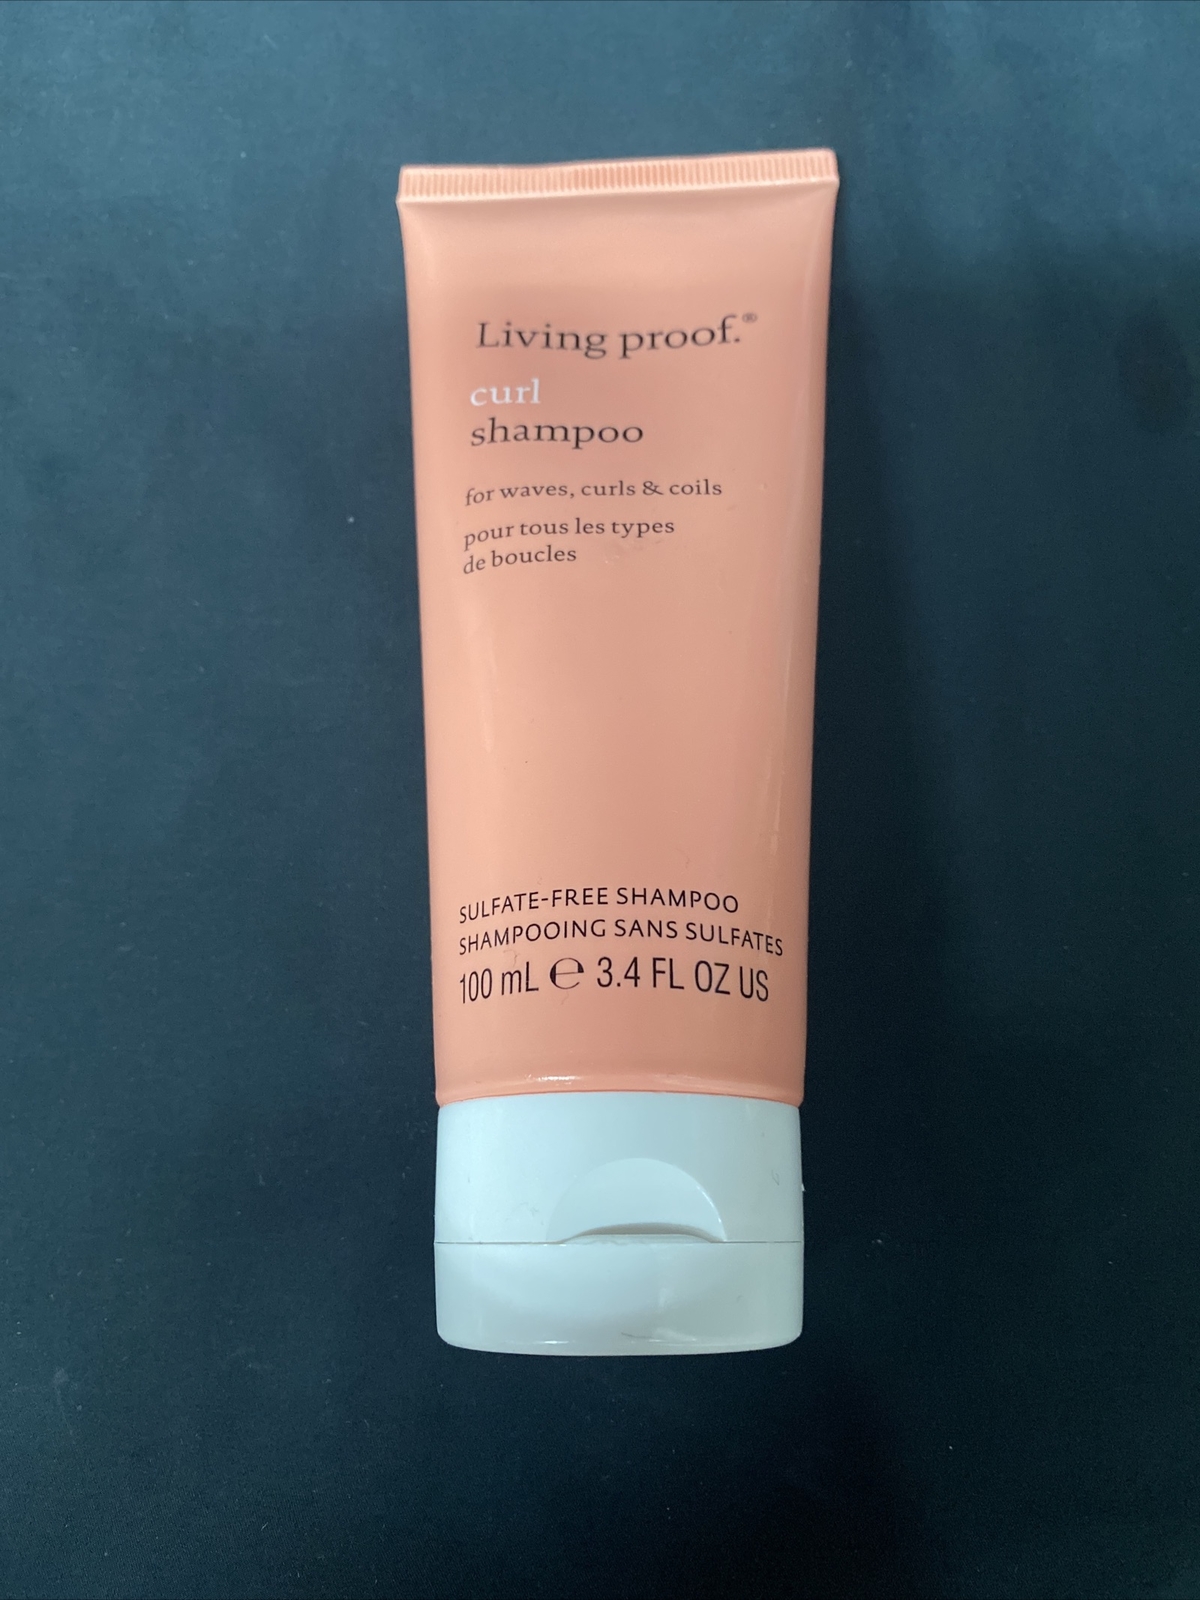 Living proof.®
curl
shampoo
for waves, curls & coils
pour tous les types
de boucles
SULFATE-FREE SHAMPOO
SHAMPOOING SANS SULFATES
100 mL ℮ 3.4 FL OZ US